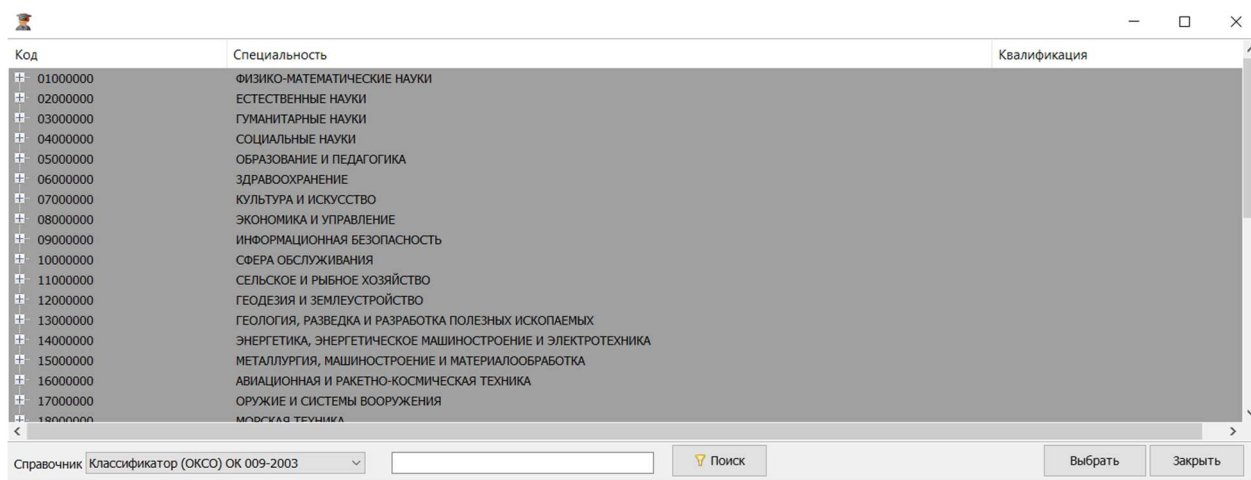 Код Специальность Квалификация
01000000 ФИЗИКО-МАТЕМАТИЧЕСКИЕ НАУКИ
02000000 ЕСТЕСТВЕННЫЕ НАУКИ
03000000 ГУМАНИТАРНЫЕ НАУКИ
04000000 СОЦИАЛЬНЫЕ НАУКИ
05000000 ОБРАЗОВАНИЕ И ПЕДАГОГИКА
06000000 ЗДРАВООХРАНЕНИЕ
07000000 КУЛЬТУРА И ИСКУССТВО
08000000 ЭКОНОМИКА И УПРАВЛЕНИЕ
09000000 ИНФОРМАЦИОННАЯ БЕЗОПАСНОСТЬ
10000000 СФЕРА ОБСЛУЖИВАНИЯ
11000000 СЕЛЬСКОЕ И РЫБНОЕ ХОЗЯЙСТВО
12000000 ГЕОДЕЗИЯ И ЗЕМЛЕУСТРОЙСТВО
13000000 ГЕОЛОГИЯ, РАЗВЕДКА И РАЗРАБОТКА ПОЛЕЗНЫХ ИСКОПАЕМЫХ
14000000 ЭНЕРГЕТИКА, ЭНЕРГЕТИЧЕСКОЕ МАШИНОСТРОЕНИЕ И ЭЛЕКТРОТЕХНИКА
15000000 МЕТАЛЛУРГИЯ, МАШИНОСТРОЕНИЕ И МАТЕРИАЛООБРАБОТКА
16000000 АВИАЦИОННАЯ И РАКЕТНО-КОСМИЧЕСКАЯ ТЕХНИКА
17000000 ОРУЖИЕ И СИСТЕМЫ ВООРУЖЕНИЯ
18000000 МОРСКАЯ ТЕХНИКА
Справочник Классификатор (ОКСО) ОК 009-2003 Поиск Выбрать Закрыть